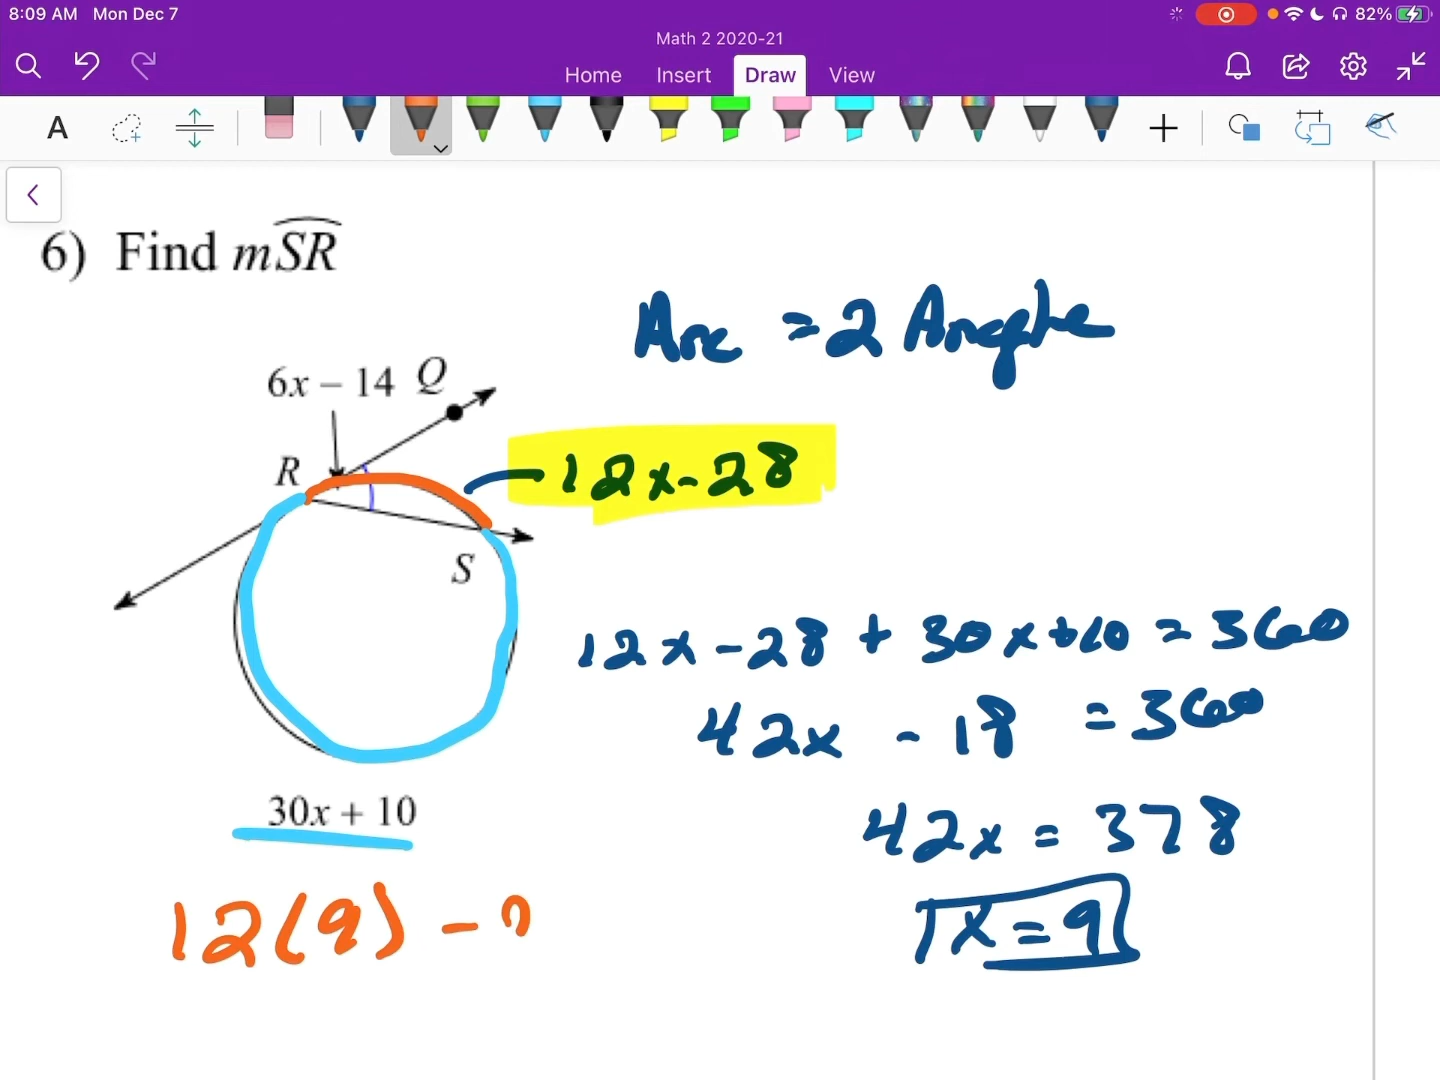 8:09 AM Mon Dec 7
82%
Math 2 2020-21
Home Insert Draw View
A
6) Find mSR
Arc = 2 Angle
6x – 14 Q
R
12x - 28
S
12x - 28 + 30x + 10 = 360
42x - 18 = 360
30x + 10
42x = 378
12(9) -
x = 9